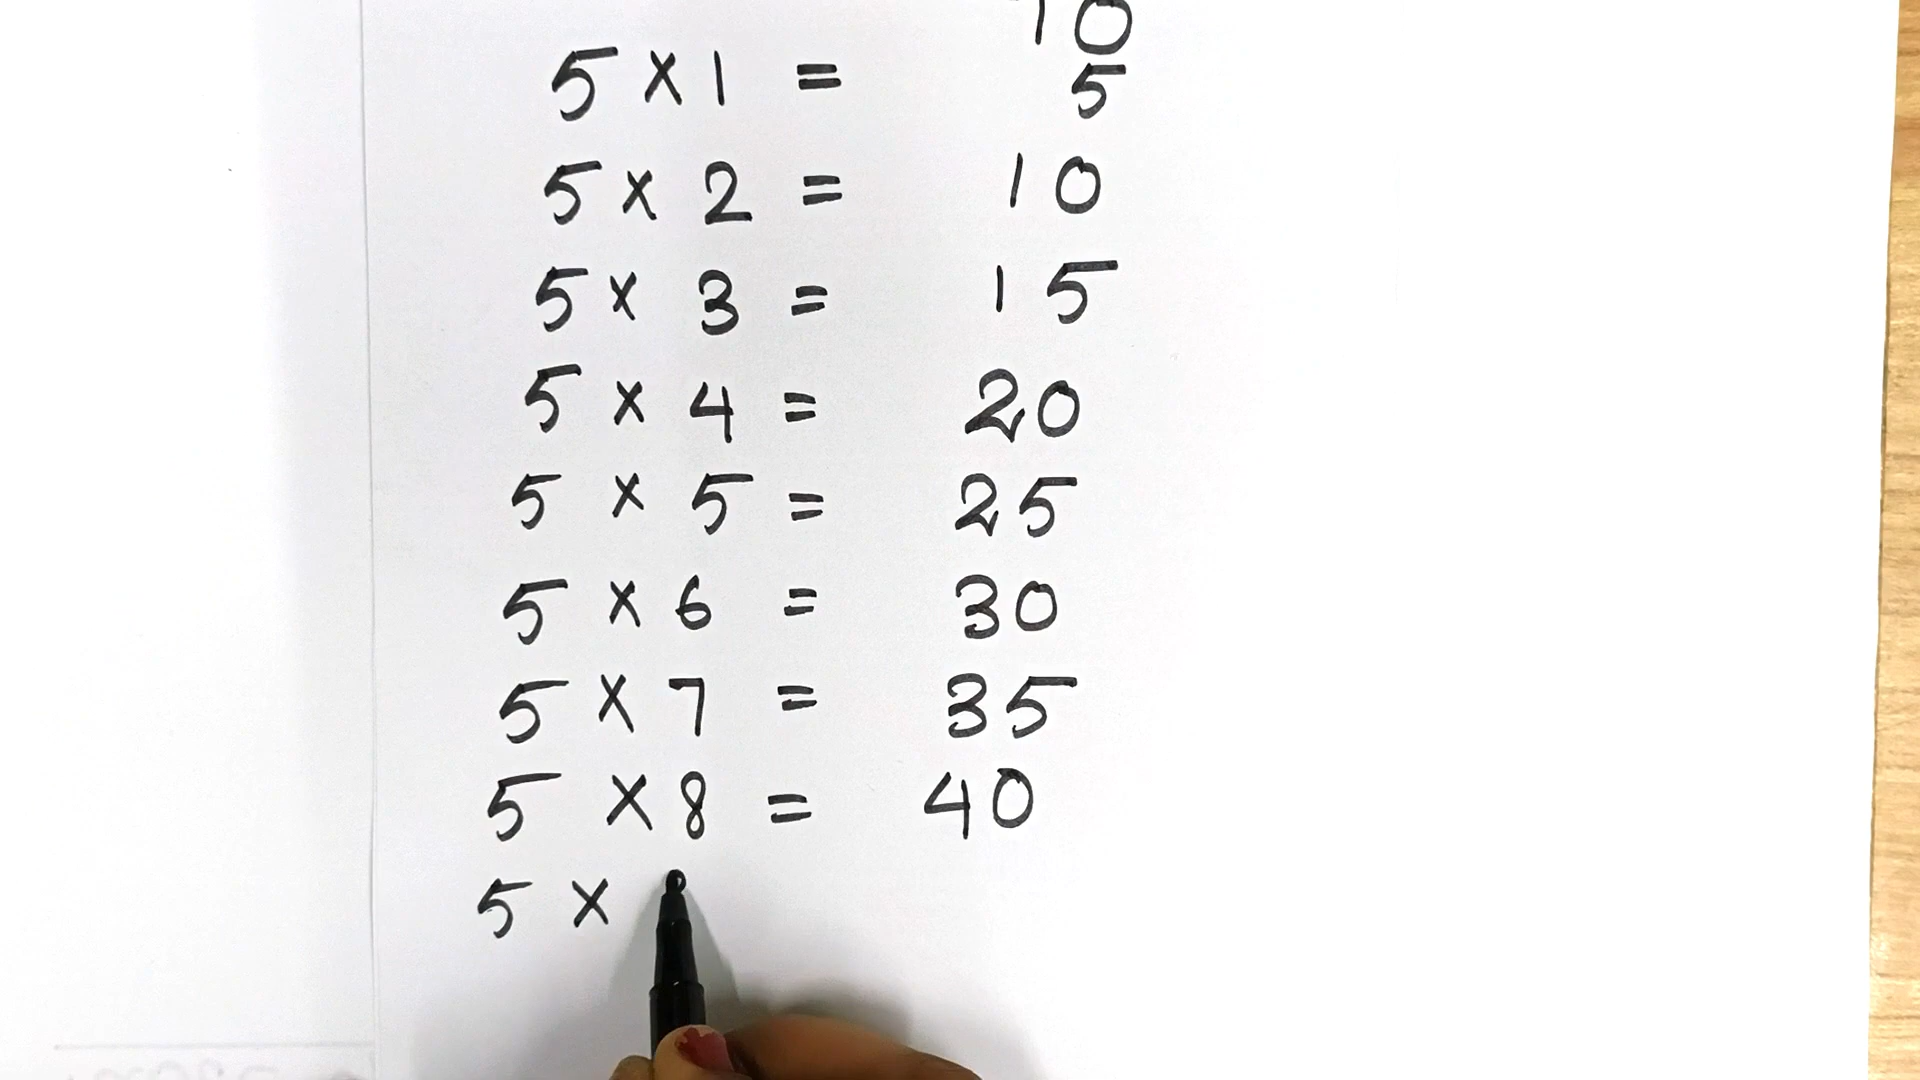 10
5 × 1 = 5
5 × 2 = 10
5 × 3 = 15
5 × 4 = 20
5 × 5 = 25
5 × 6 = 30
5 × 7 = 35
5 × 8 = 40
5 ×